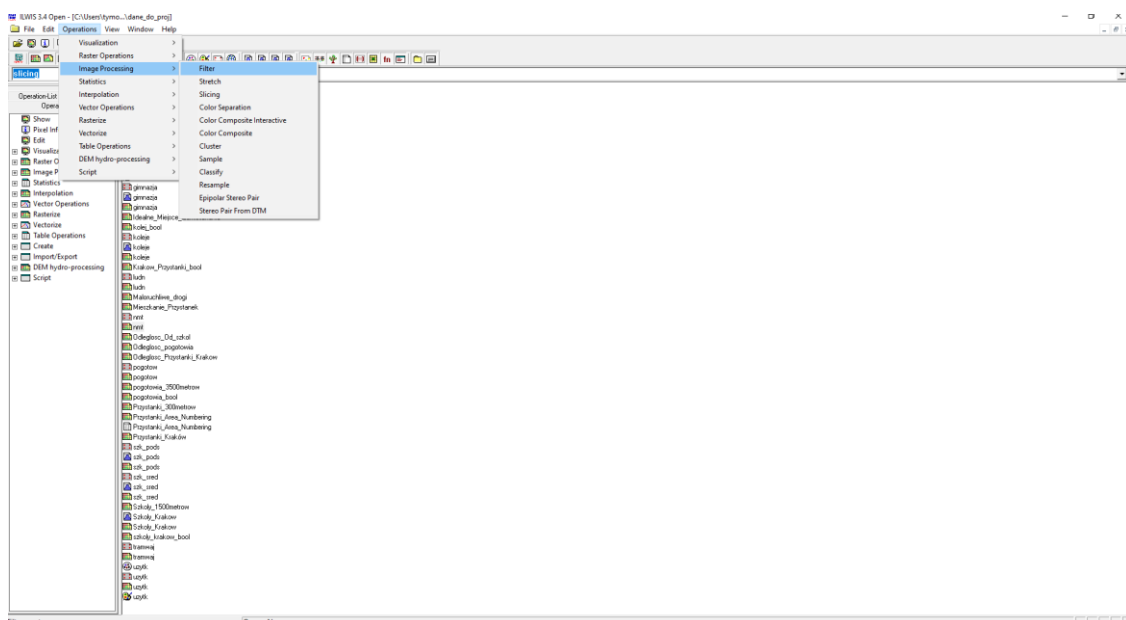 ILWIS 3.4 Open - [C:\Users\tymo...\dane_do_proj]
File Edit Operations View Window Help
slicing
Visualization
Raster Operations
Image Processing
Statistics
Interpolation
Vector Operations
Rasterize
Vectorize
Table Operations
DEM hydro-processing
Script
Filter
Stretch
Slicing
Color Separation
Color Composite Interactive
Color Composite
Cluster
Sample
Classify
Resample
Epipolar Stereo Pair
Stereo Pair From DTM
Operation-List
Opera
Show
Pixel Inf
Edit
Visualiza
Raster O
Image P
Statistics
Interpolation
Vector Operations
Rasterize
Vectorize
Table Operations
Create
Import/Export
DEM hydro-processing
Script
gimnazja
gimnazja
gimnazja
Idealne_Miejsce_
kolej_bool
koleje
koleje
koleje
Krakow_Przystanki_bool
ludn
ludn
Maloruchliwe_drogi
Mieszkanie_Przystanek
nmt
nmt
Odleglosc_Od_szkol
Odleglosc_pogotowia
Odleglosc_Przystanki_Krakow
pogotow
pogotow
pogotowia_3500metrow
pogotowia_bool
Przystanki_300metrow
Przystanki_Area_Numbering
Przystanki_Area_Numbering
Przystanki_Kraków
szk_pods
szk_pods
szk_pods
szk_sred
szk_sred
szk_sred
Szkoly_1500metrow
Szkoly_Krakow
Szkoly_Krakow
szkoly_krakow_bool
tramwaj
tramwaj
uzytk
uzytk
uzytk
uzytk